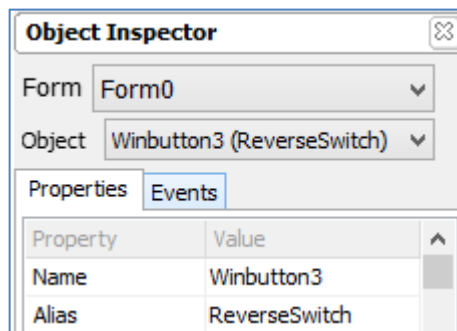 Object Inspector
Form Form0
Object Winbutton3 (ReverseSwitch)
Properties Events
Property Value
Name Winbutton3
Alias ReverseSwitch